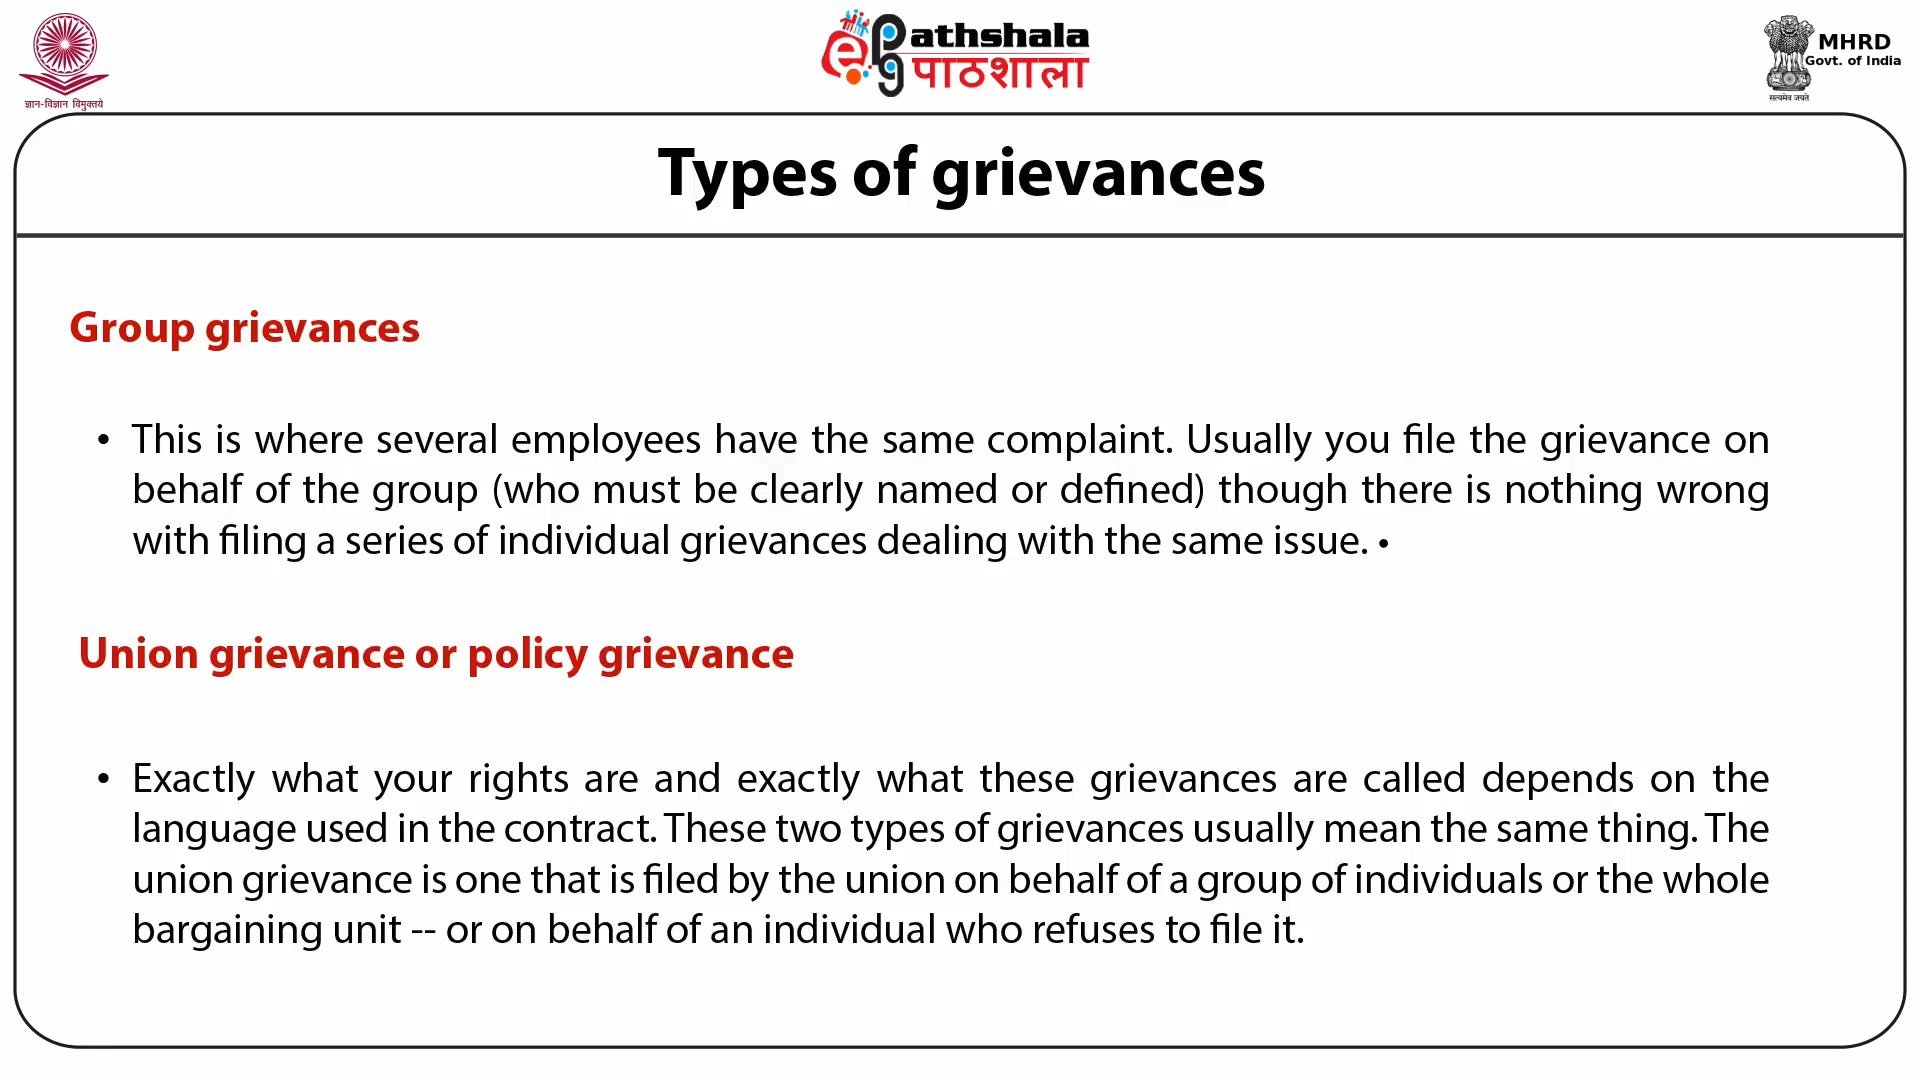 ज्ञान-विज्ञान विमुक्तये
ePathshala
पाठशाला
MHRD
Govt. of India
सत्यमेव जयते
Types of grievances
Group grievances
• This is where several employees have the same complaint. Usually you file the grievance on
behalf of the group (who must be clearly named or defined) though there is nothing wrong
with filing a series of individual grievances dealing with the same issue. •
Union grievance or policy grievance
• Exactly what your rights are and exactly what these grievances are called depends on the
language used in the contract. These two types of grievances usually mean the same thing. The
union grievance is one that is filed by the union on behalf of a group of individuals or the whole
bargaining unit -- or on behalf of an individual who refuses to file it.